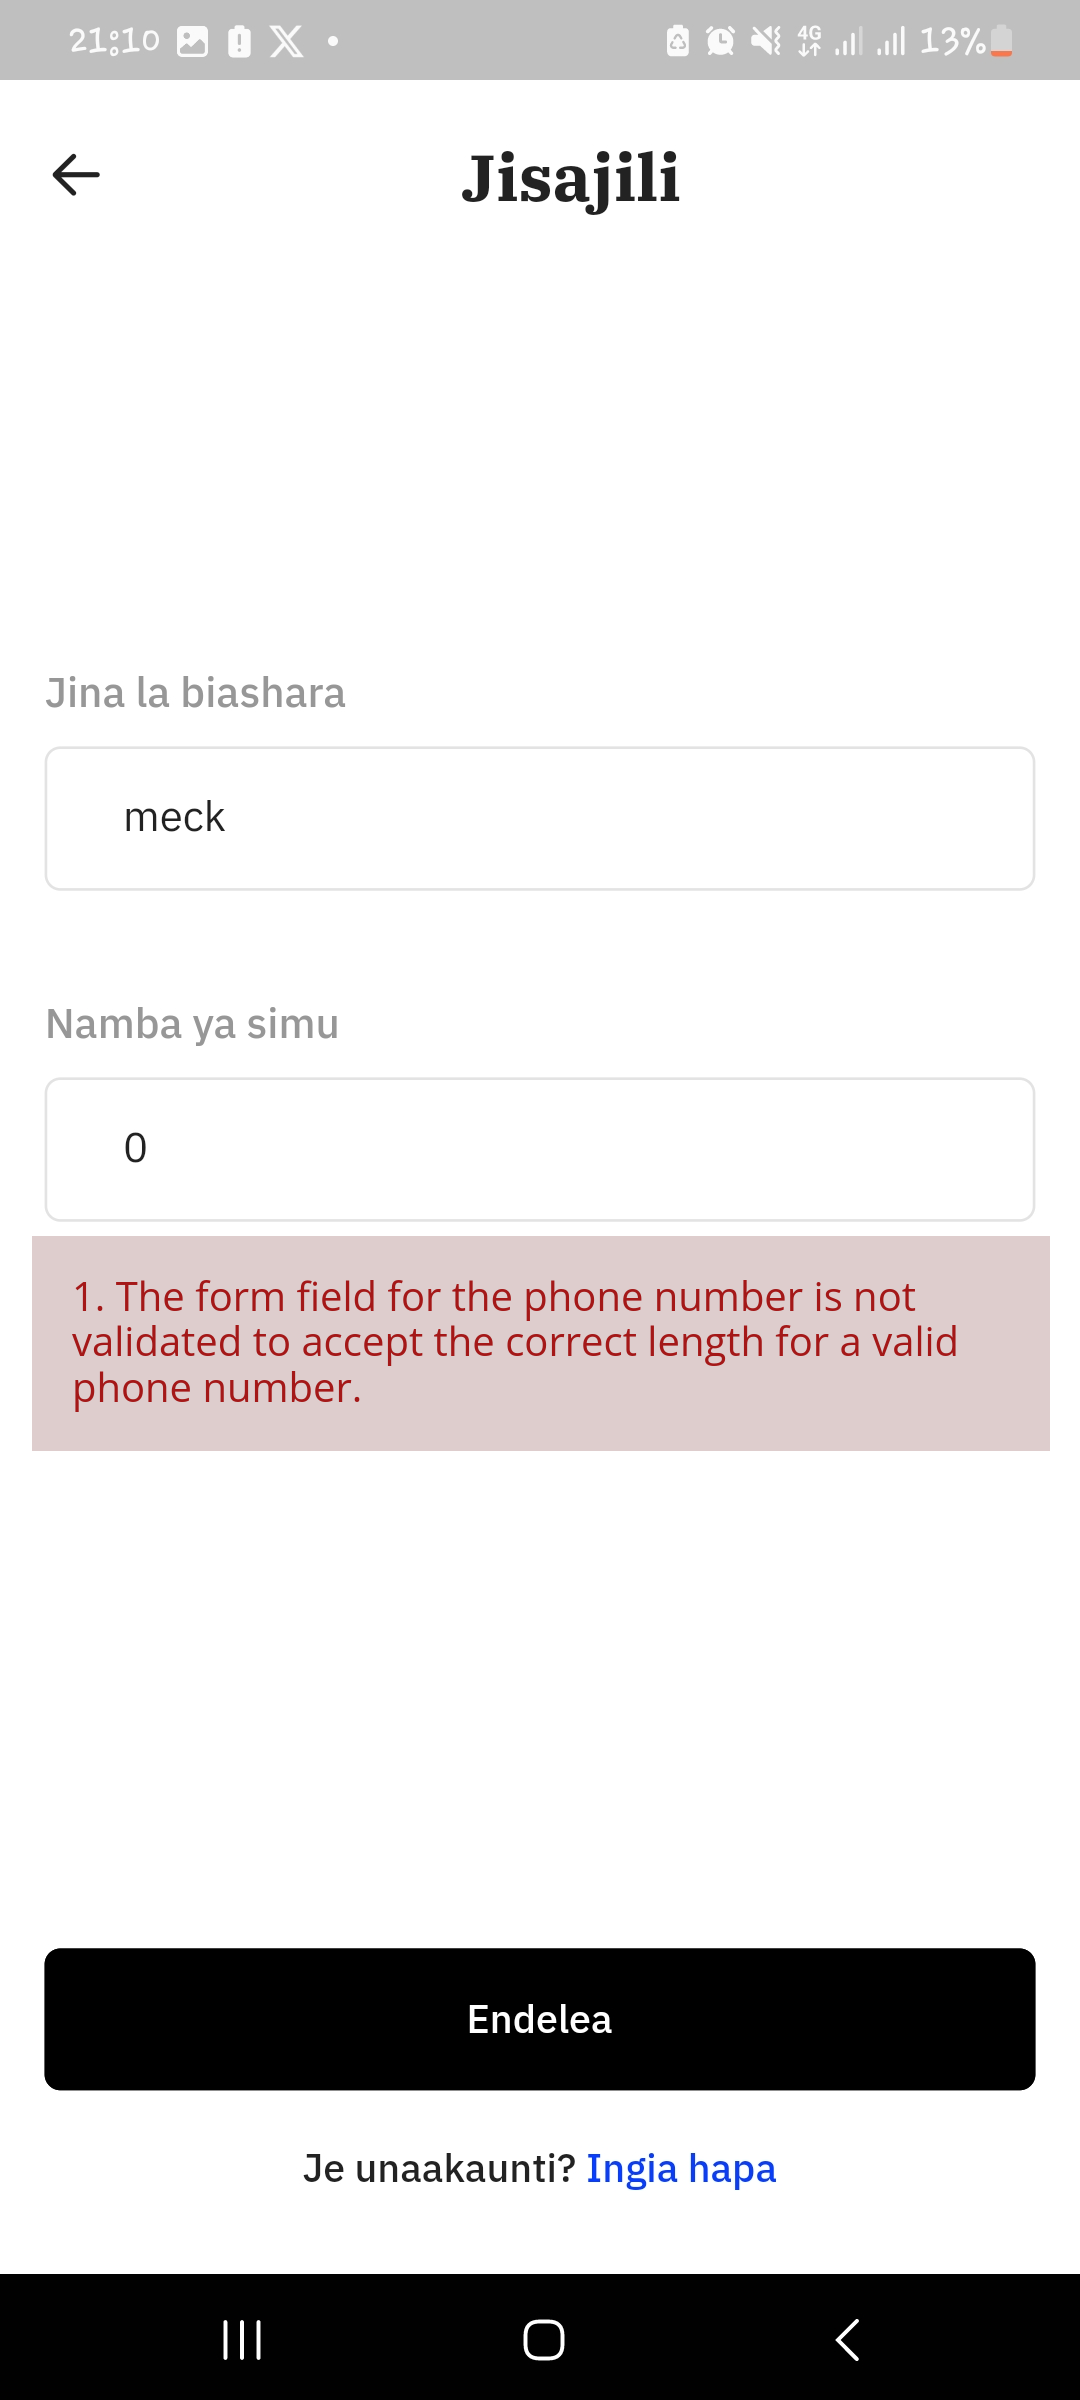 21:10
4G
13%
Jisajili
Jina la biashara
meck
Namba ya simu
0
1. The form field for the phone number is not
validated to accept the correct length for a valid
phone number.
Endelea
Je unaakaunti? Ingia hapa